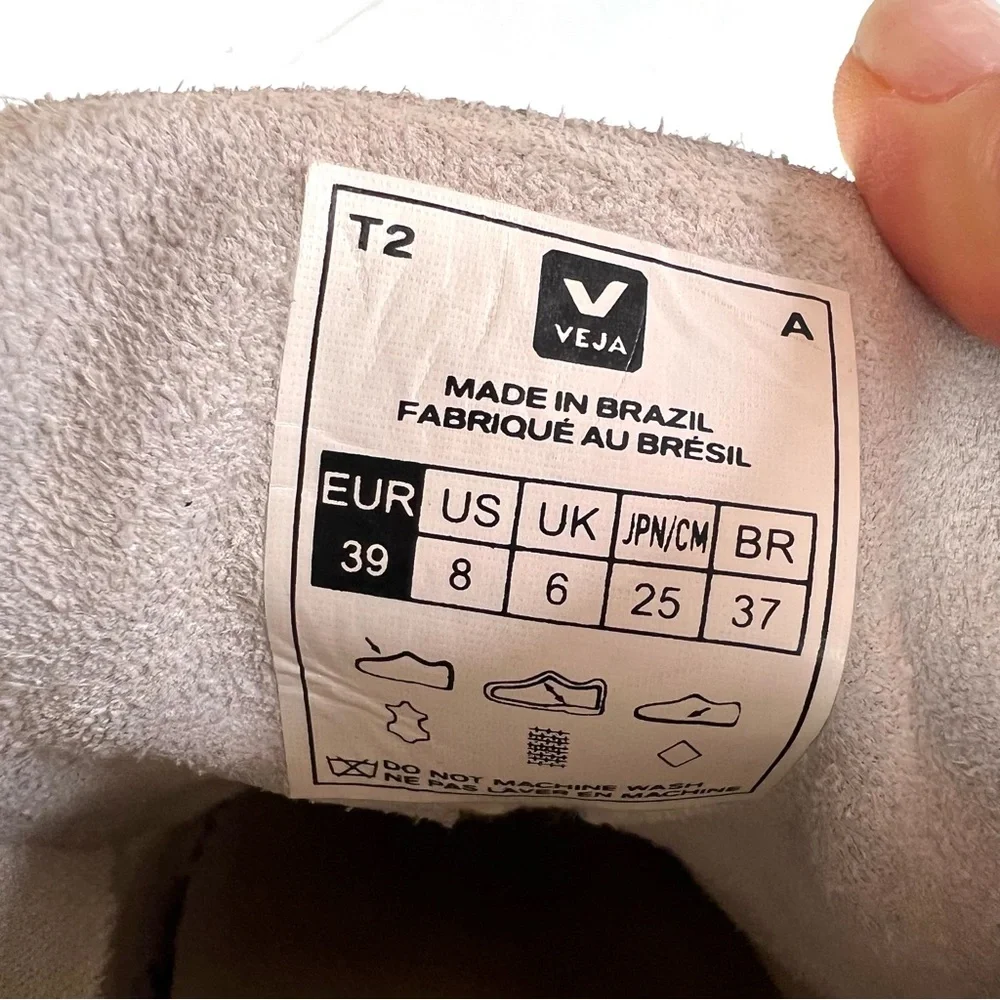 T2
V
VEJA
A
MADE IN BRAZIL
FABRIQUÉ AU BRÉSIL
EUR US UK JPN/CM BR
39 8 6 25 37
DO NOT MACHINE WASH
NE PAS LAVER EN MACHINE